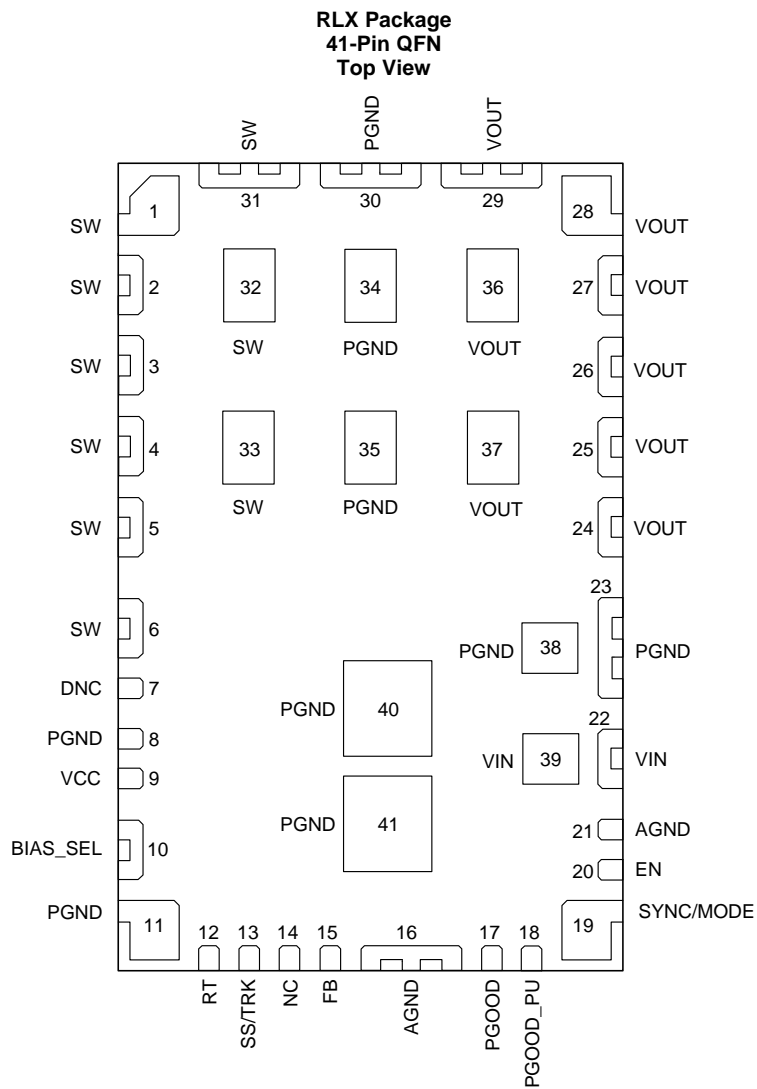 RLX Package
41-Pin QFN
Top View
SW
PGND
VOUT
1
31
30
29
28
SW
VOUT
SW
2
32
34
36
27
VOUT
SW
PGND
VOUT
SW
3
26
VOUT
SW
4
33
35
37
25
VOUT
SW
PGND
VOUT
SW
5
24
VOUT
23
SW
6
PGND
38
PGND
DNC
7
PGND
40
22
PGND
8
VIN
39
VIN
VCC
9
PGND
41
21
AGND
BIAS_SEL
10
20
EN
PGND
11
19
SYNC/MODE
12
13
14
15
16
17
18
RT
SS/TRK
NC
FB
AGND
PGOOD
PGOOD_PU